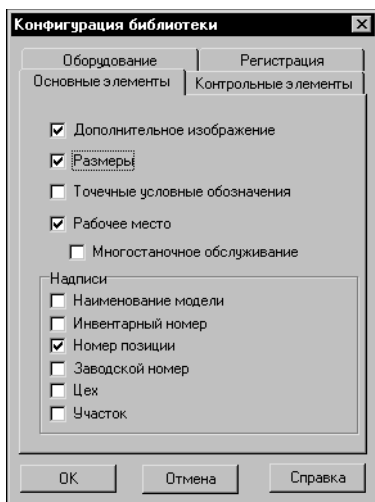 Конфигурация библиотеки
Оборудование Регистрация
Основные элементы Контрольные элементы
Дополнительное изображение
Размеры
Точечные условные обозначения
Рабочее место
Многостаночное обслуживание
Надписи
Наименование модели
Инвентарный номер
Номер позиции
Заводской номер
Цех
Участок
OK Отмена Справка